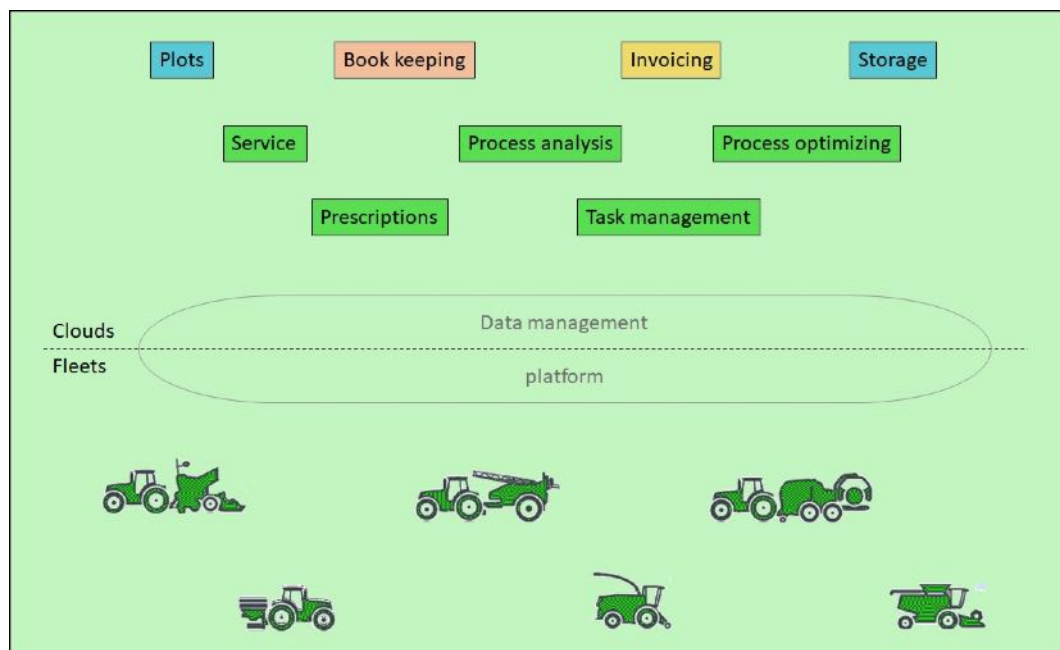 Plots
Book keeping
Invoicing
Storage
Service
Process analysis
Process optimizing
Prescriptions
Task management
Data management
Clouds
Fleets
platform